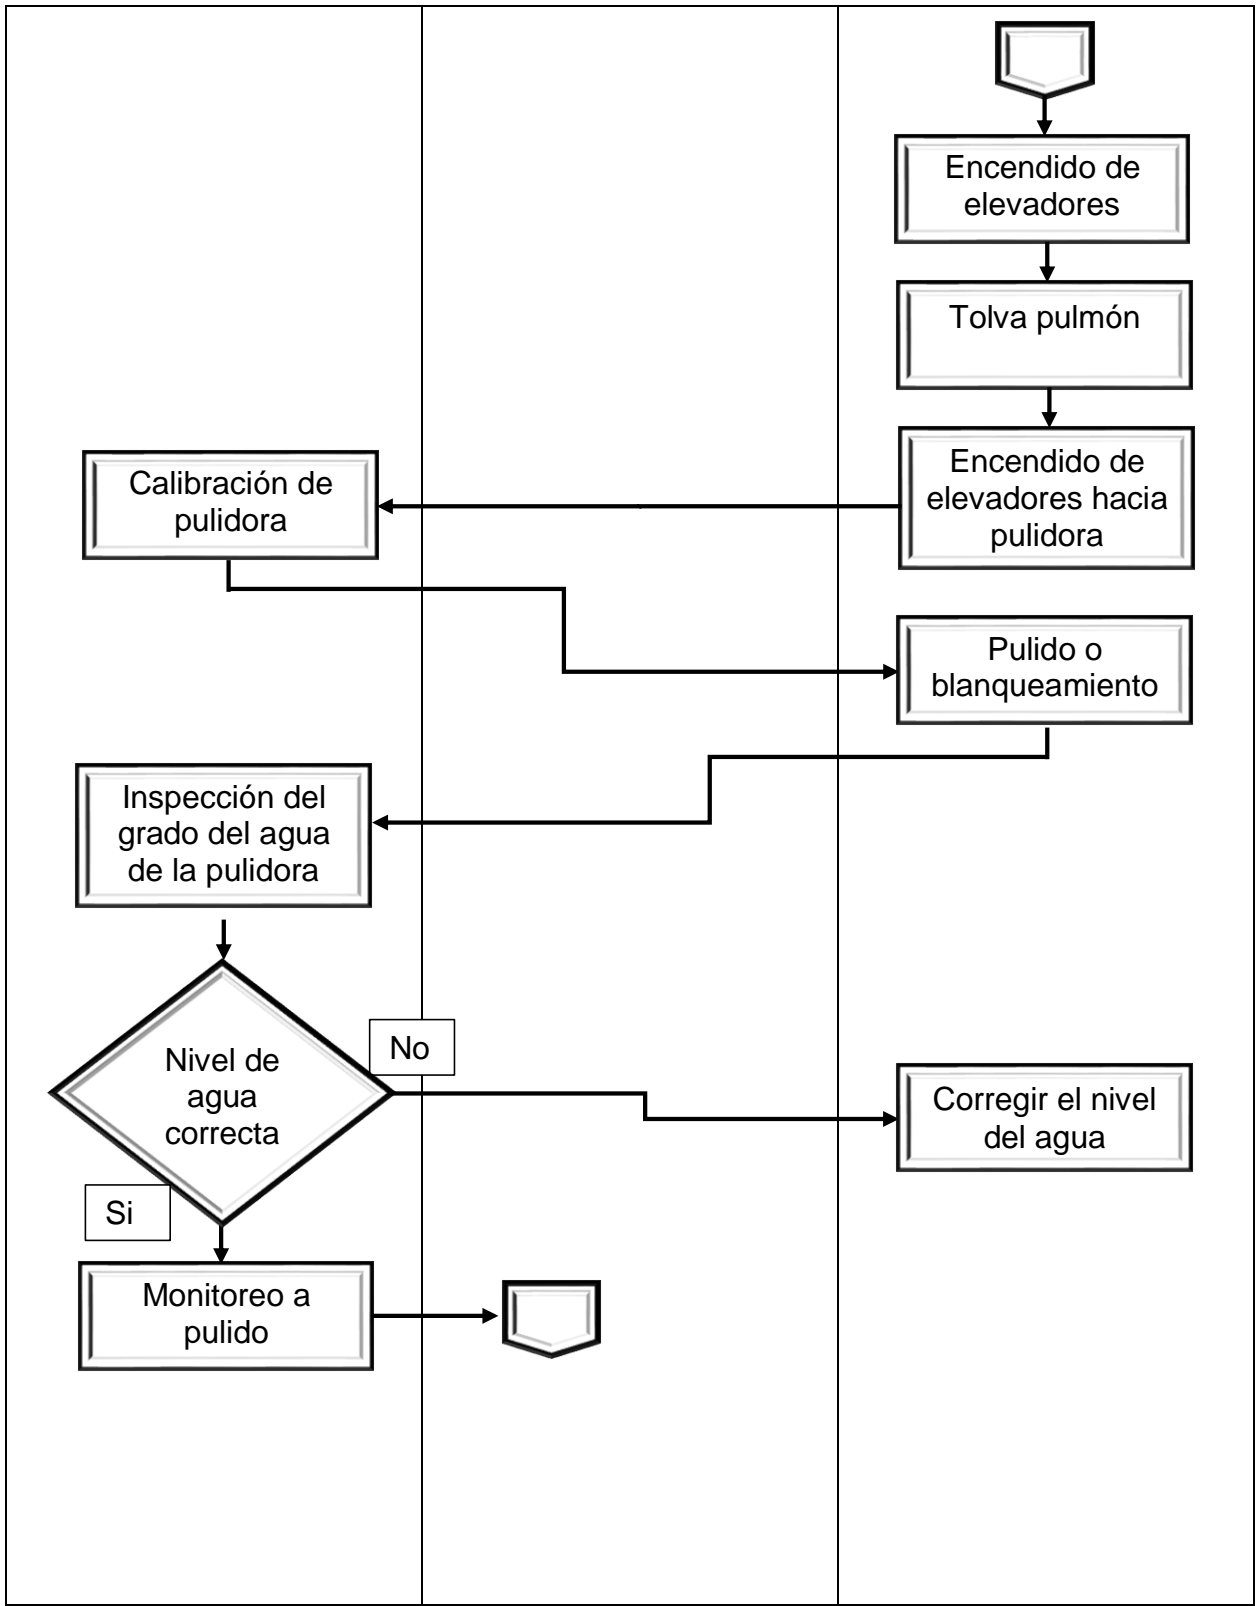 Encendido de
elevadores
Tolva pulmón
Encendido de
elevadores hacia
pulidora
Calibración de
pulidora
Pulido o
blanqueamiento
Inspección del
grado del agua
de la pulidora
Nivel de
agua
correcta
No
Corregir el nivel
del agua
Si
Monitoreo a
pulido